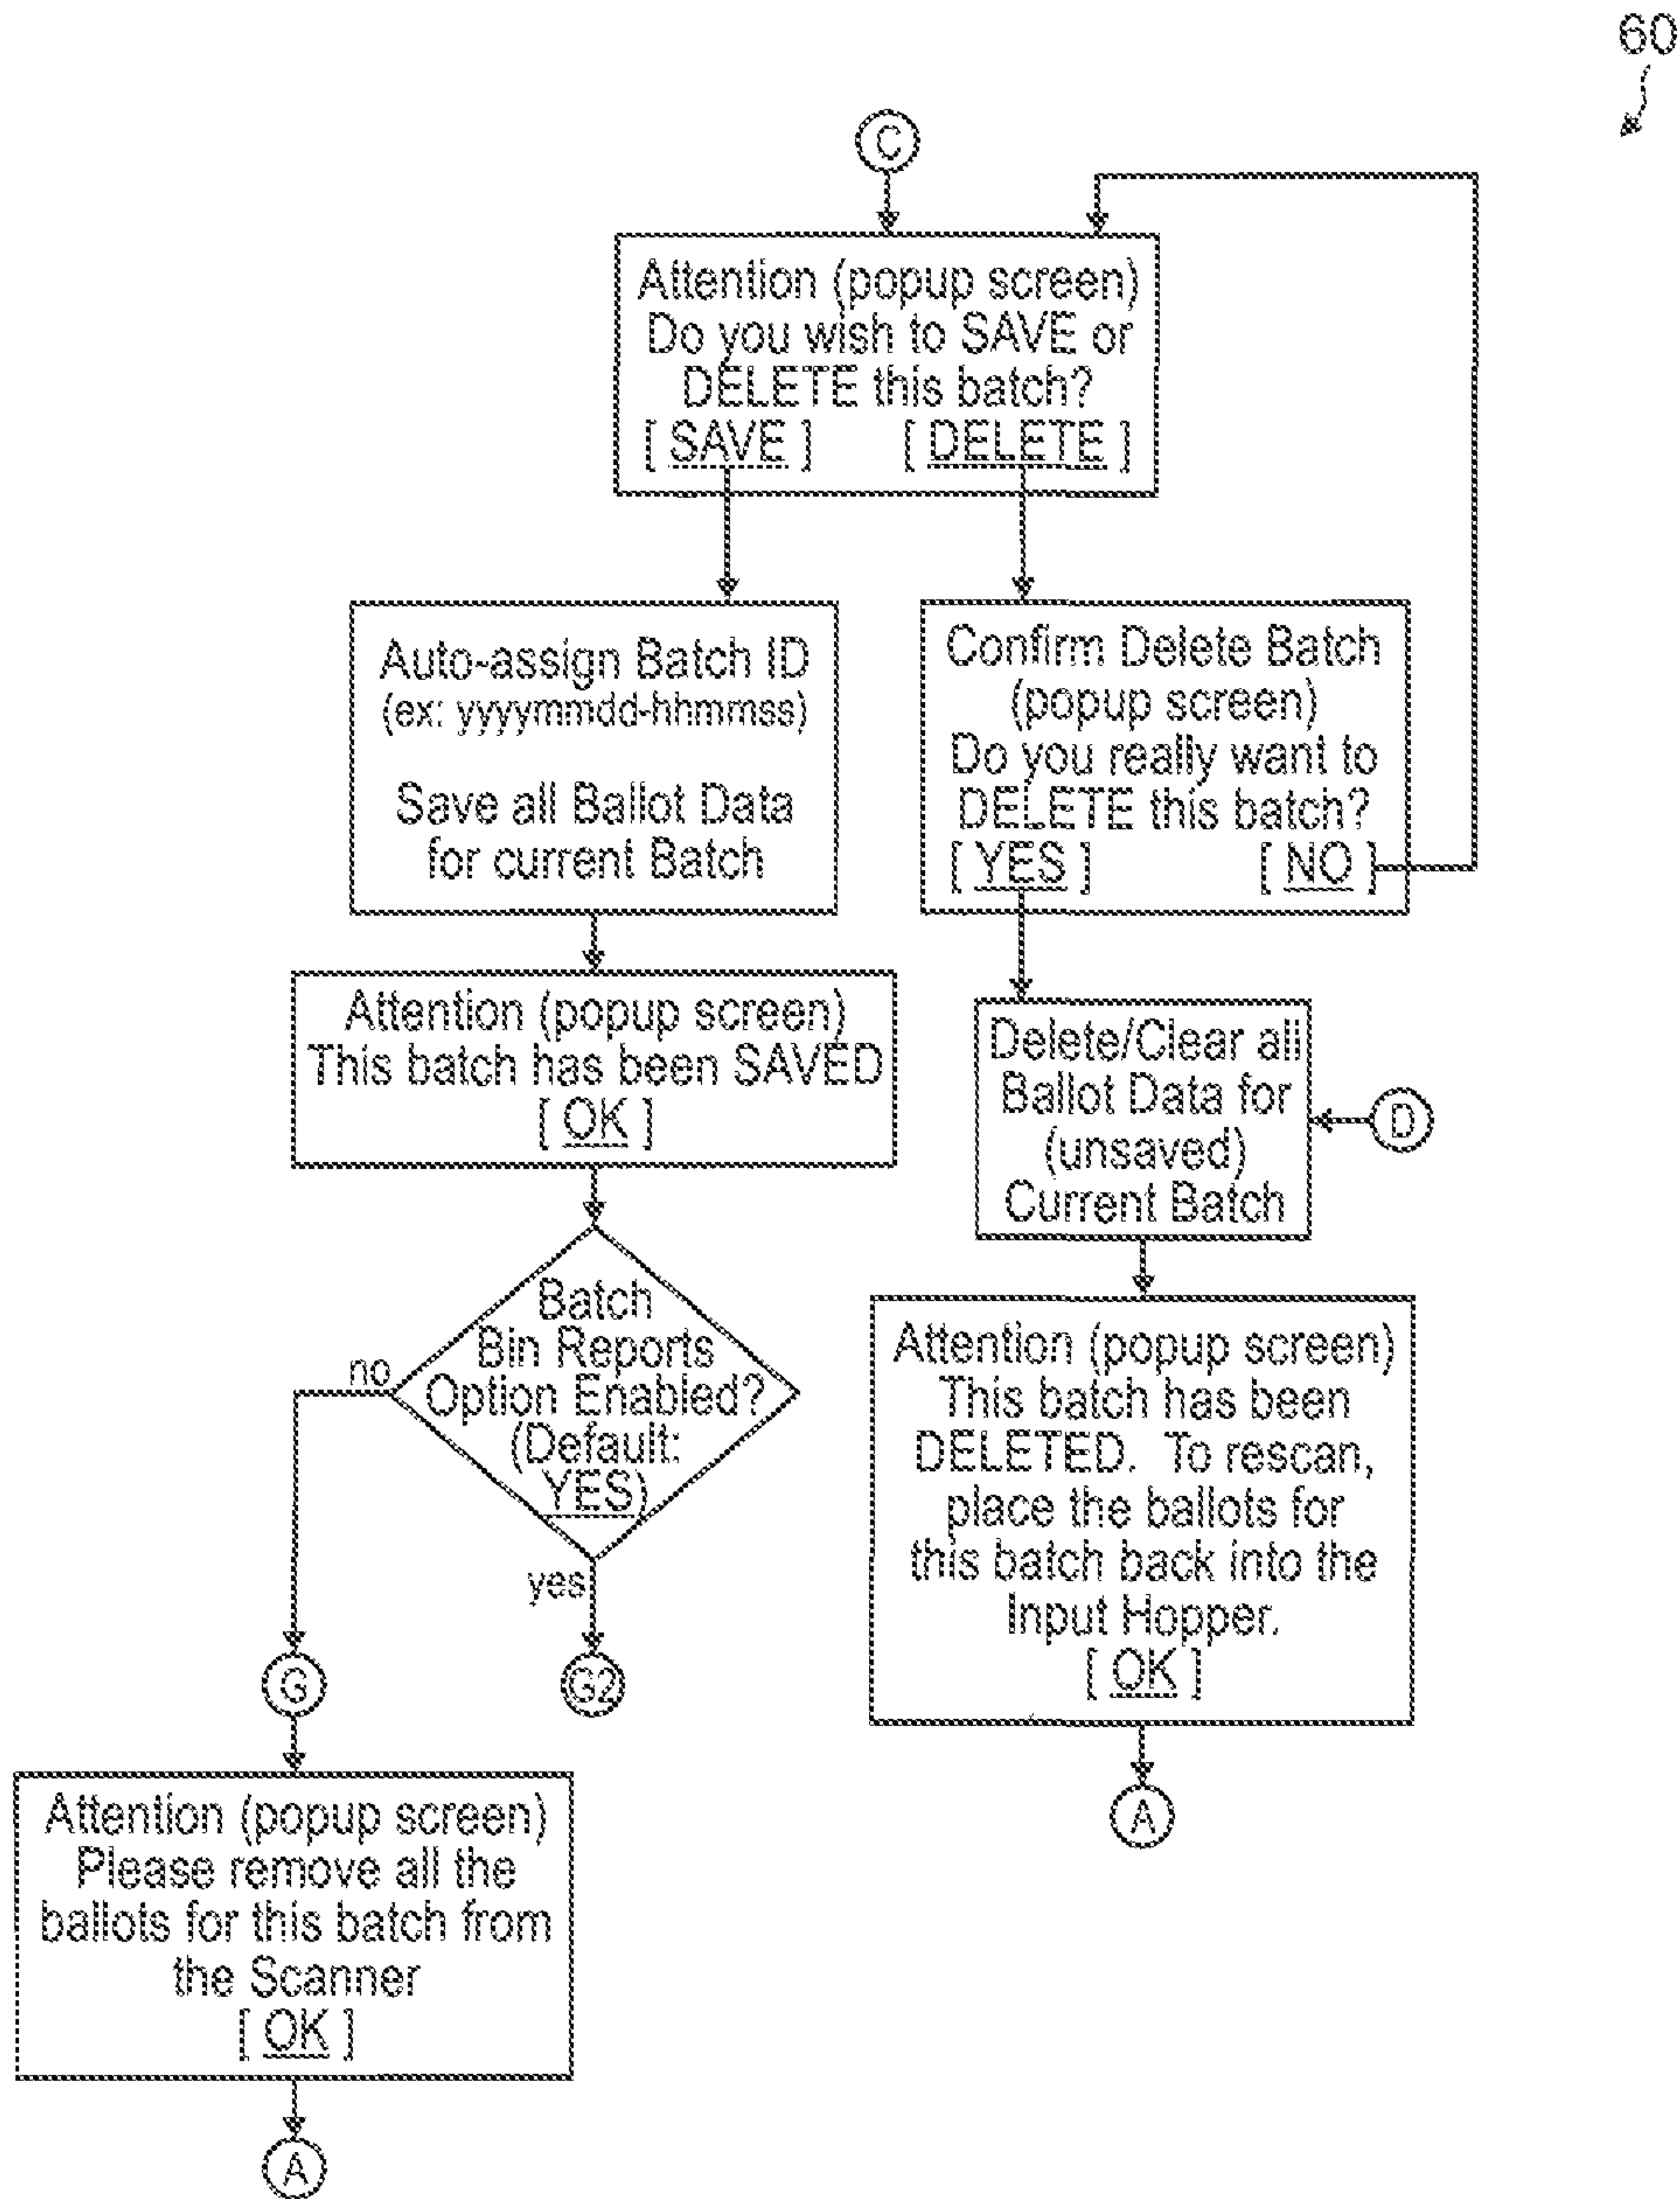 60
C
Attention (popup screen)
Do you wish to SAVE or
DELETE this batch?
[ SAVE ] [ DELETE ]
Auto-assign Batch ID
(ex: yyyymmdd-hhmmss)
Save all Ballot Data
for current Batch
Confirm Delete Batch
(popup screen)
Do you really want to
DELETE this batch?
[ YES ] [ NO ]
Attention (popup screen)
This batch has been SAVED
[ OK ]
Delete/Clear all
Ballot Data for
(unsaved)
Current Batch
D
Batch
Bin Reports
Option Enabled?
(Default:
YES)
no
yes
Attention (popup screen)
This batch has been
DELETED. To rescan,
place the ballots for
this batch back into the
Input Hopper.
[ OK ]
G
G2
A
Attention (popup screen)
Please remove all the
ballots for this batch from
the Scanner
[ OK ]
A